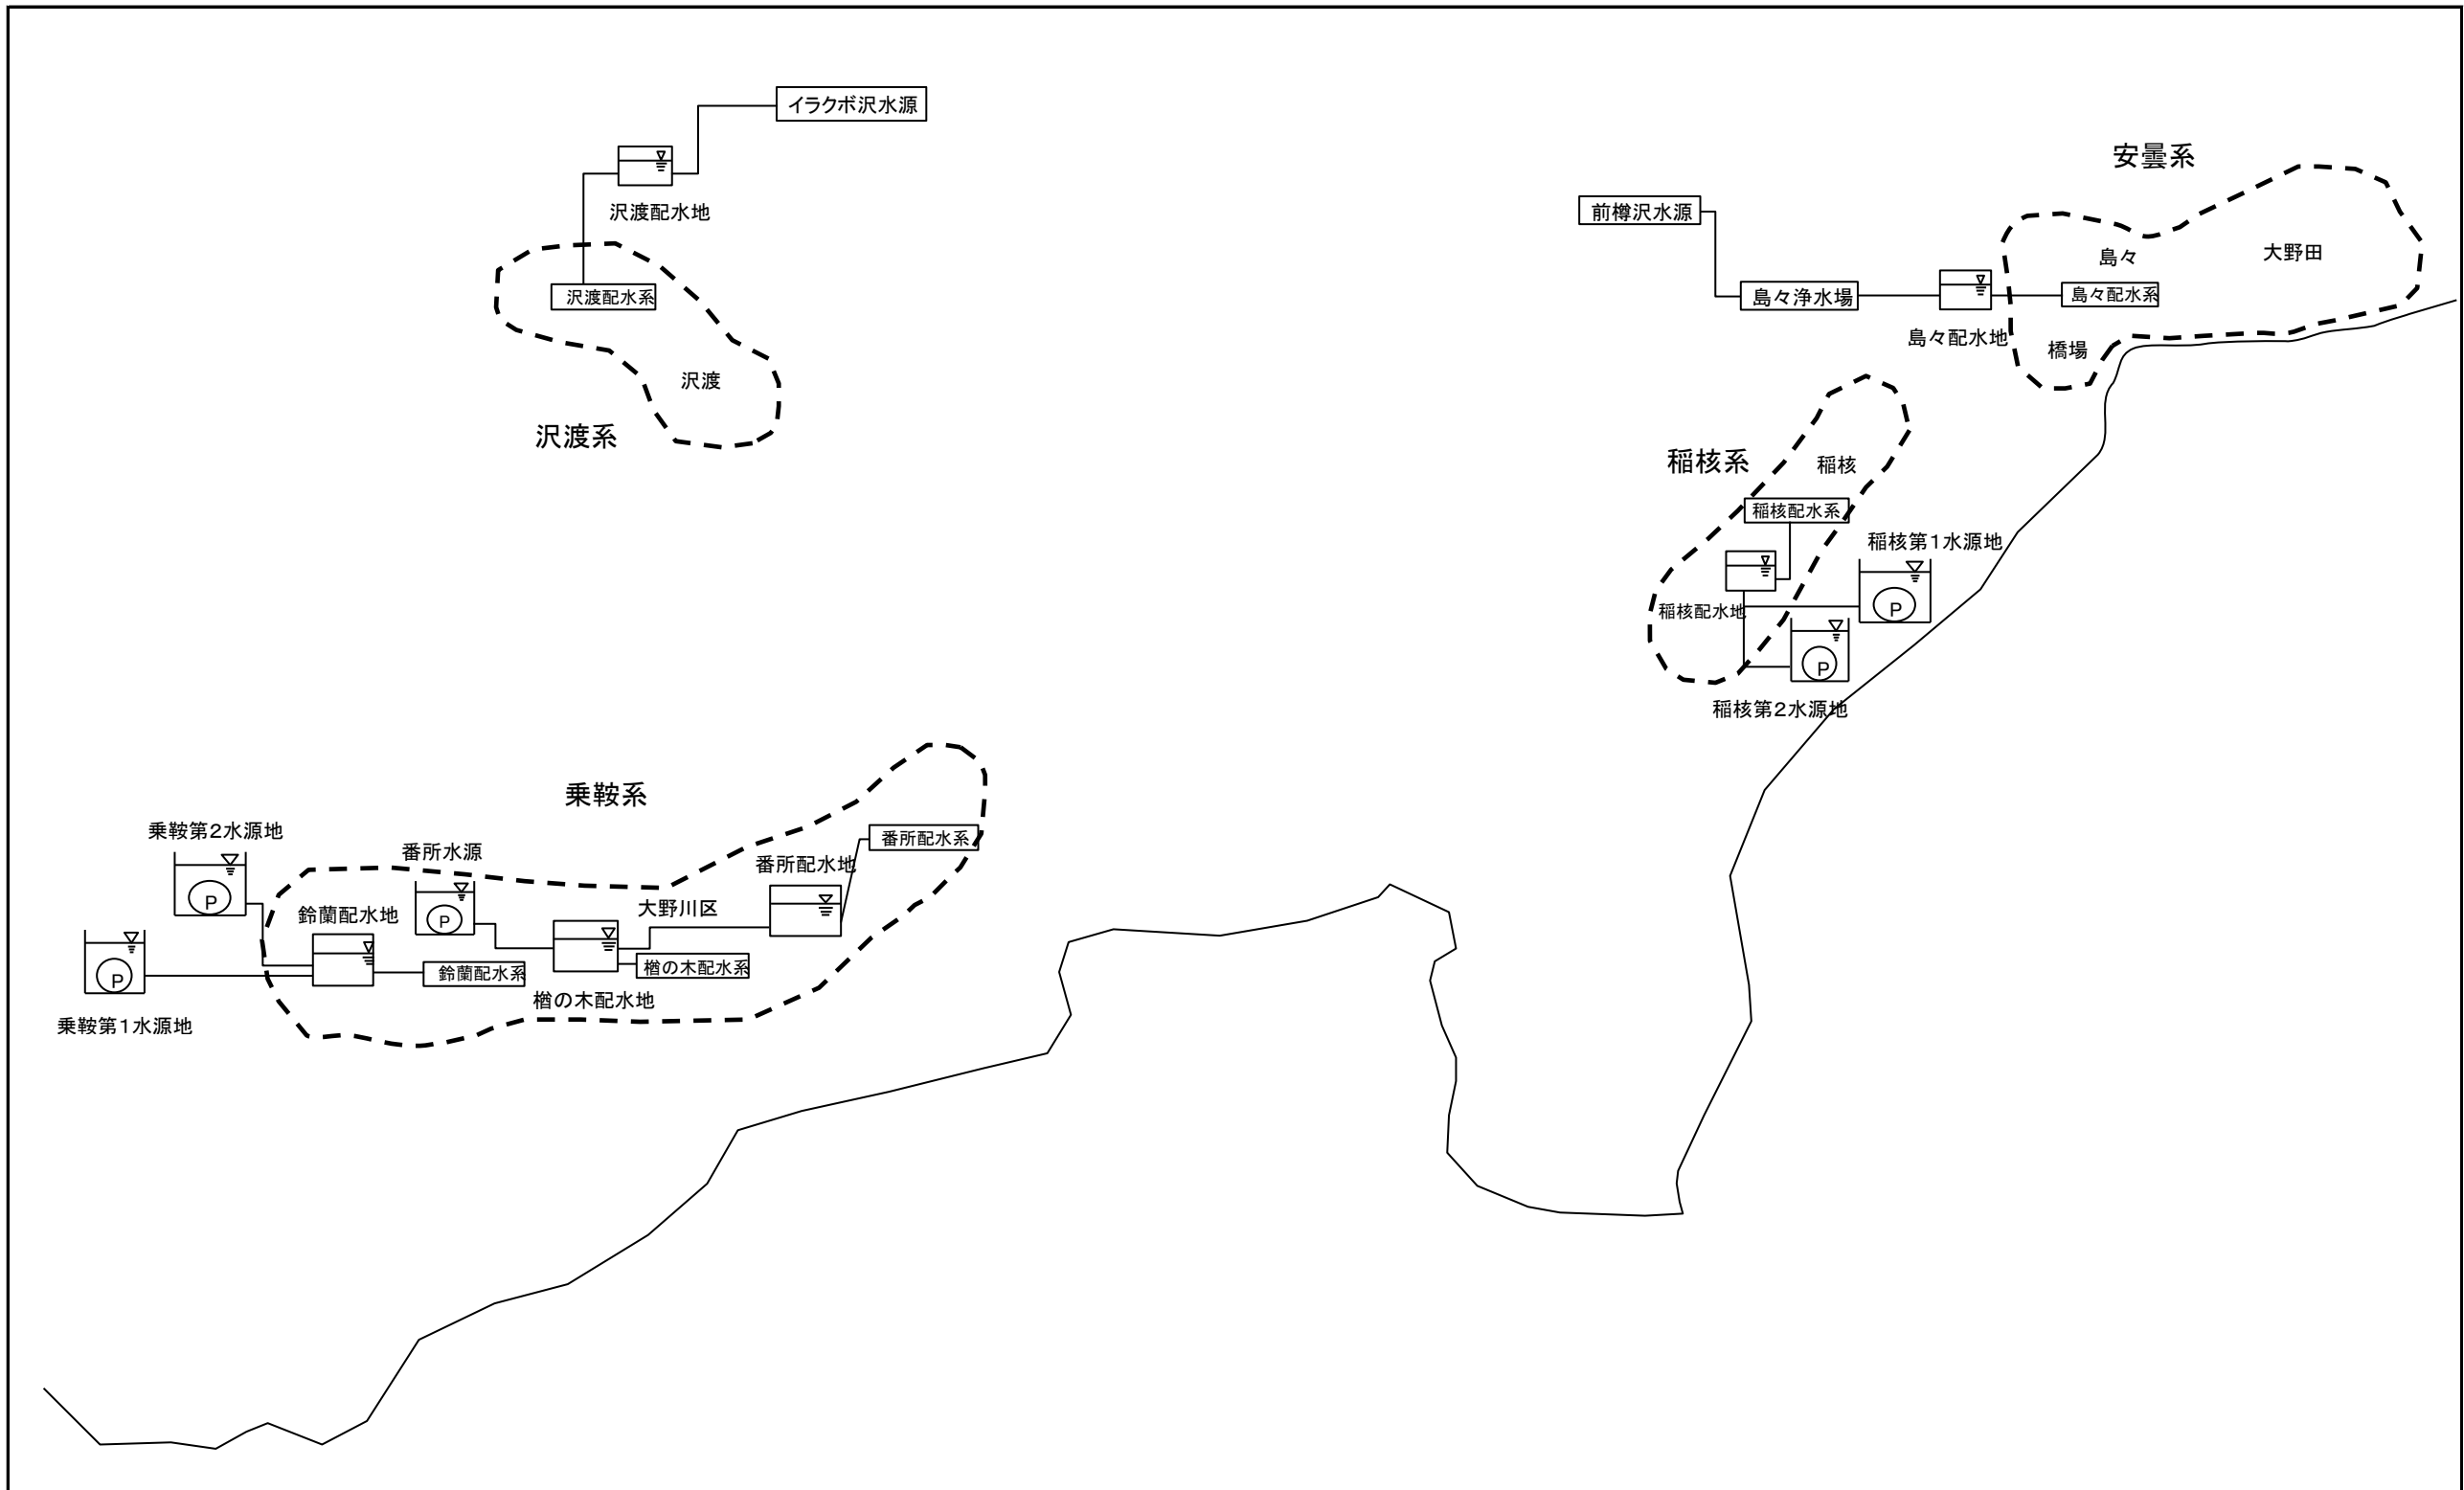 イラクボ沢水源
沢渡配水地
沢渡配水系
沢渡
沢渡系
安曇系
前樽沢水源
島々
大野田
島々浄水場
島々配水系
島々配水地
橋場
稲核系
稲核
稲核配水系
稲核第1水源地
稲核配水地
P
P
稲核第2水源地
乗鞍系
乗鞍第2水源地
番所水源
番所配水系
番所配水地
P
P
大野川区
鈴蘭配水地
楢の木配水系
鈴蘭配水系
P
楢の木配水地
乗鞍第1水源地